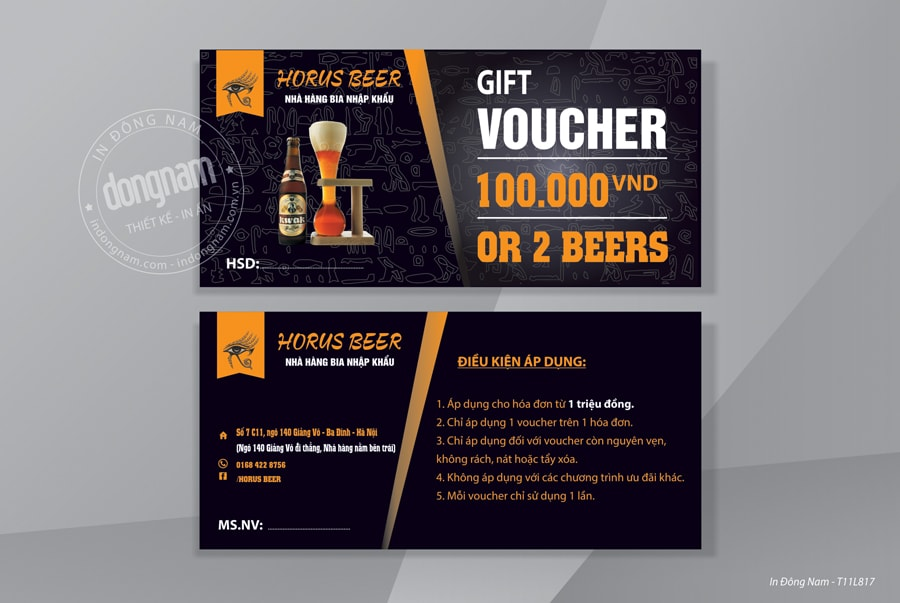 HORUS BEER
NHÀ HÀNG BIA NHẬP KHẨU
GIFT
VOUCHER
100.000 VND
OR 2 BEERS
kwak
HSD:
IN ĐÔNG NAM
dongnam
THIẾT KẾ - IN ẤN
indongnam.com - indongnam.com.vn
HORUS BEER
NHÀ HÀNG BIA NHẬP KHẨU
Số 7 C11, ngõ 140 Giảng Võ - Ba Đình - Hà Nội
(Ngõ 140 Giảng Võ đi thẳng, Nhà hàng nằm bên trái)
0168 422 8756
/HORUS BEER
MS.NV:
ĐIỀU KIỆN ÁP DỤNG:
1. Áp dụng cho hóa đơn từ 1 triệu đồng.
2. Chỉ áp dụng 1 voucher trên 1 hóa đơn.
3. Chỉ áp dụng đối với voucher còn nguyên vẹn,
không rách, nát hoặc tẩy xóa.
4. Không áp dụng với các chương trình ưu đãi khác.
5. Mỗi voucher chỉ sử dụng 1 lần.
In Đông Nam - T11L817